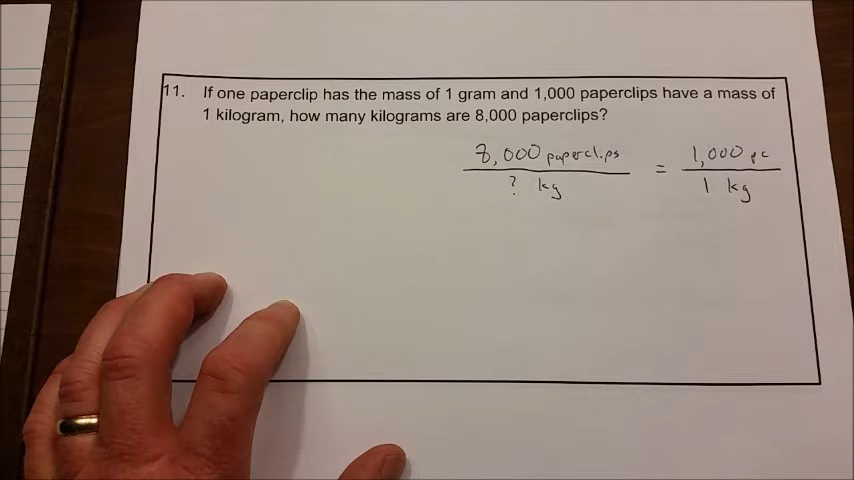 11. If one paperclip has the mass of 1 gram and 1,000 paperclips have a mass of
1 kilogram, how many kilograms are 8,000 paperclips?
8,000 paperclips = 1,000 pc
? kg 1 kg